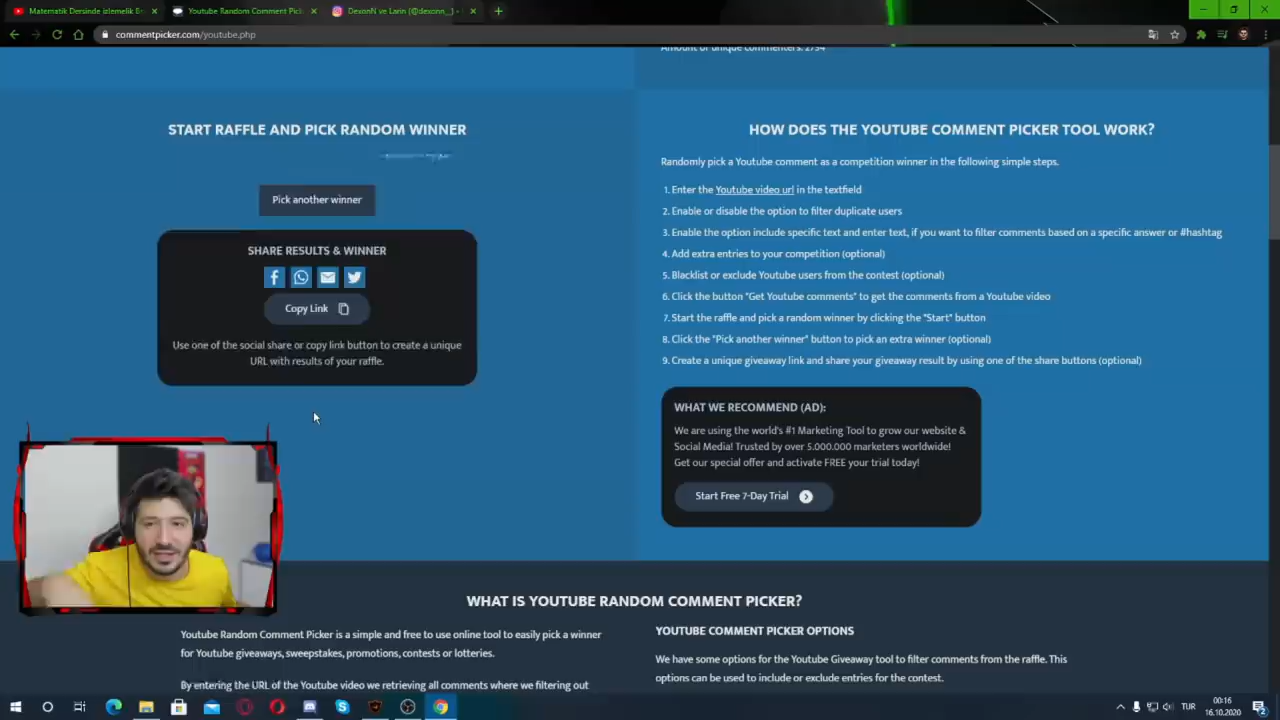 Matematik Dersinde izlemelik
Youtube Random Comment Pick
DexonN ve Larin (@dexonn_)
commentpicker.com/youtube.php
Amount of unique commenters: 2794
START RAFFLE AND PICK RANDOM WINNER
Pick another winner
SHARE RESULTS & WINNER
Copy Link
Use one of the social share or copy link button to create a unique
URL with results of your raffle.
HOW DOES THE YOUTUBE COMMENT PICKER TOOL WORK?
Randomly pick a Youtube comment as a competition winner in the following simple steps.
1. Enter the Youtube video url in the textfield
2. Enable or disable the option to filter duplicate users
3. Enable the option include specific text and enter text, if you want to filter comments based on a specific answer or #hashtag
4. Add extra entries to your competition (optional)
5. Blacklist or exclude Youtube users from the contest (optional)
6. Click the button "Get Youtube comments" to get the comments from a Youtube video
7. Start the raffle and pick a random winner by clicking the "Start" button
8. Click the "Pick another winner" button to pick an extra winner (optional)
9. Create a unique giveaway link and share your giveaway result by using one of the share buttons (optional)
WHAT WE RECOMMEND (AD):
We are using the world's #1 Marketing Tool to grow our website &
Social Media! Trusted by over 5.000.000 marketers worldwide!
Get our special offer and activate FREE your trial today!
Start Free 7-Day Trial
WHAT IS YOUTUBE RANDOM COMMENT PICKER?
Youtube Random Comment Picker is a simple and free to use online tool to easily pick a winner
for Youtube giveaways, sweepstakes, promotions, contests or lotteries.
By entering the URL of the Youtube video we retrieving all comments where we filtering out
YOUTUBE COMMENT PICKER OPTIONS
We have some options for the Youtube Giveaway tool to filter comments from the raffle. This
options can be used to include or exclude entries for the contest.
TUR
00:16
16.10.2020
2